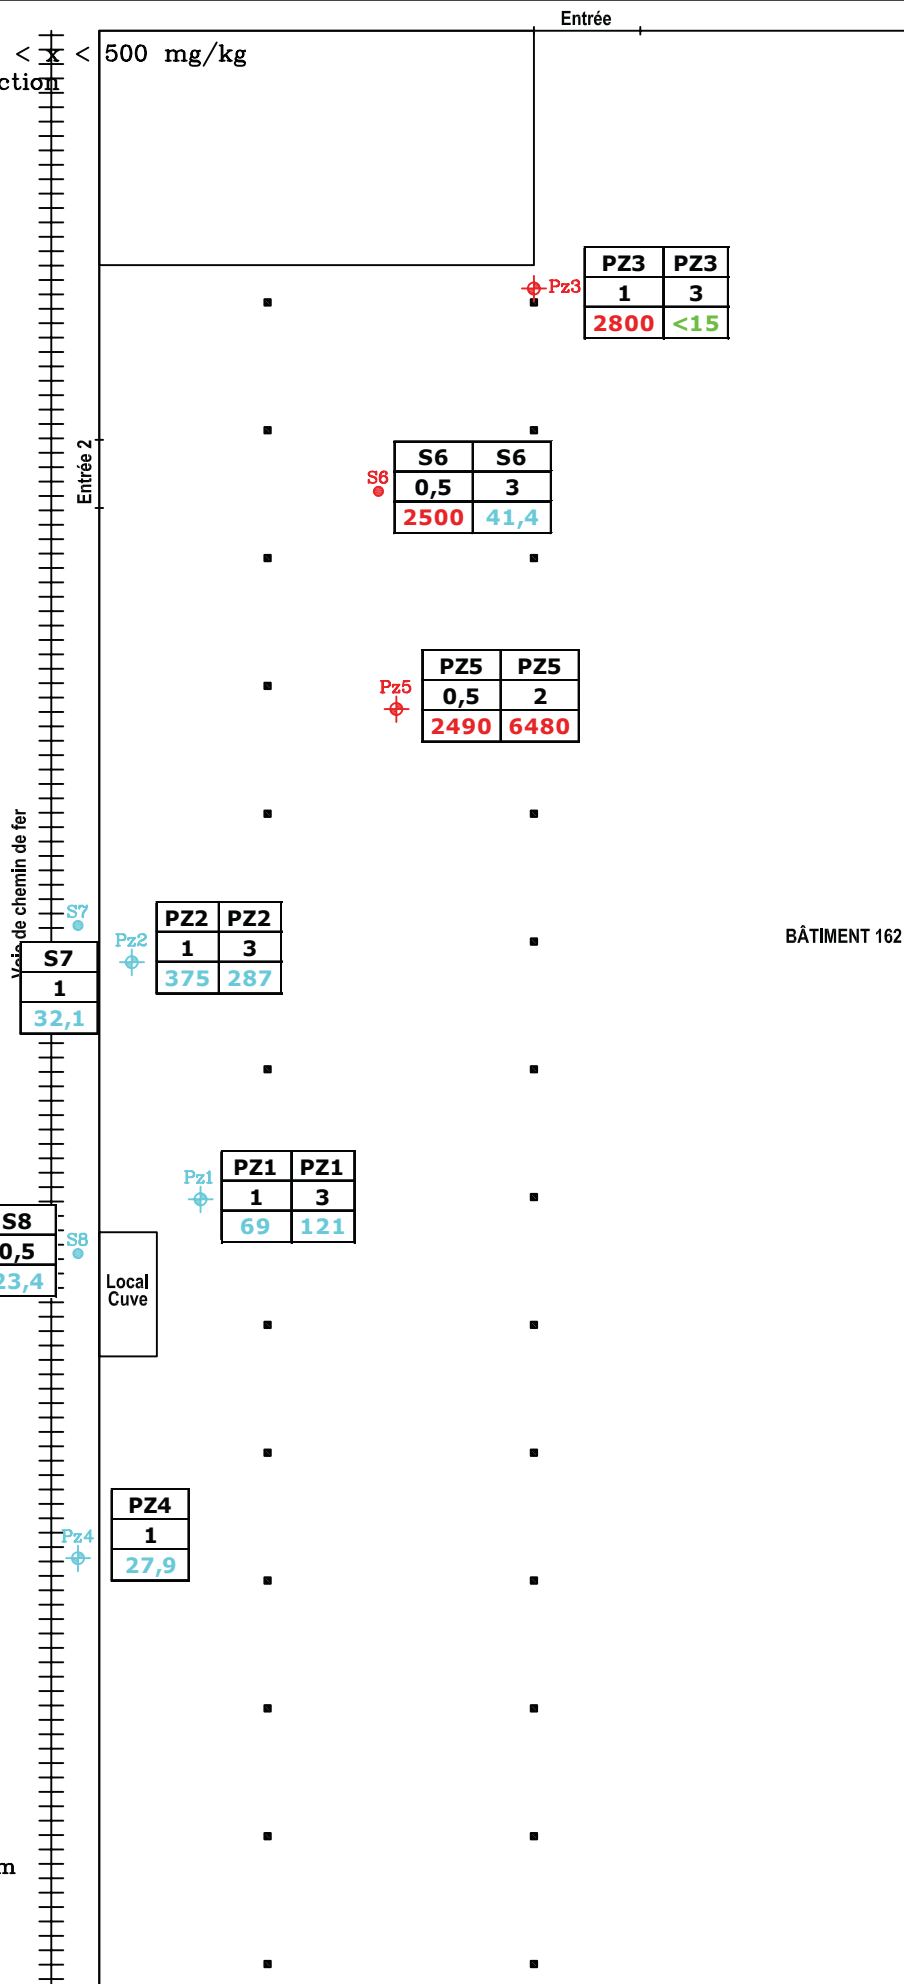 Entrée
< x < 500 mg/kg
ction
PZ3 PZ3
Pz3
1 3
2800 <15
Entrée 2
S6 S6
S6
0,5 3
2500 41,4
PZ5 PZ5
Pz5
0,5 2
2490 6480
Voie de chemin de fer
S7
PZ2 PZ2
Pz2
1 3
375 287
BÂTIMENT 162
S7
1
32,1
PZ1 PZ1
Pz1
1 3
69 121
S8
S8
0,5
23,4
Local
Cuve
PZ4
Pz4
1
27,9
m